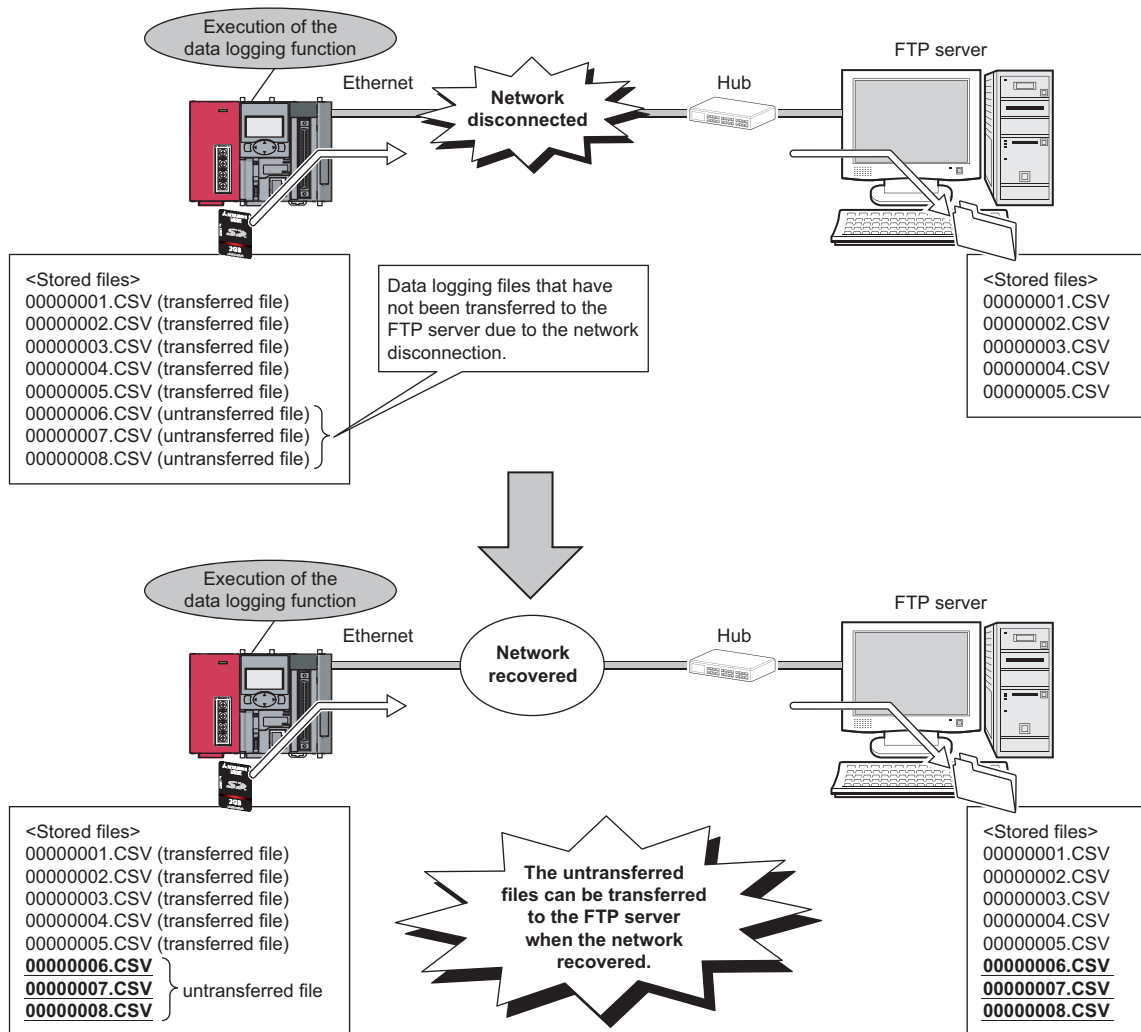 Execution of the
data logging function
FTP server
Ethernet
Hub
Network
disconnected
2GB
<Stored files>
00000001.CSV (transferred file)
00000002.CSV (transferred file)
00000003.CSV (transferred file)
00000004.CSV (transferred file)
00000005.CSV (transferred file)
00000006.CSV (untransferred file)
00000007.CSV (untransferred file)
00000008.CSV (untransferred file)
Data logging files that have
not been transferred to the
FTP server due to the network
disconnection.
<Stored files>
00000001.CSV
00000002.CSV
00000003.CSV
00000004.CSV
00000005.CSV
Execution of the
data logging function
FTP server
Ethernet
Hub
Network
recovered
2GB
<Stored files>
00000001.CSV (transferred file)
00000002.CSV (transferred file)
00000003.CSV (transferred file)
00000004.CSV (transferred file)
00000005.CSV (transferred file)
00000006.CSV
00000007.CSV
00000008.CSV
untransferred file
The untransferred
files can be transferred
to the FTP server
when the network
recovered.
<Stored files>
00000001.CSV
00000002.CSV
00000003.CSV
00000004.CSV
00000005.CSV
00000006.CSV
00000007.CSV
00000008.CSV